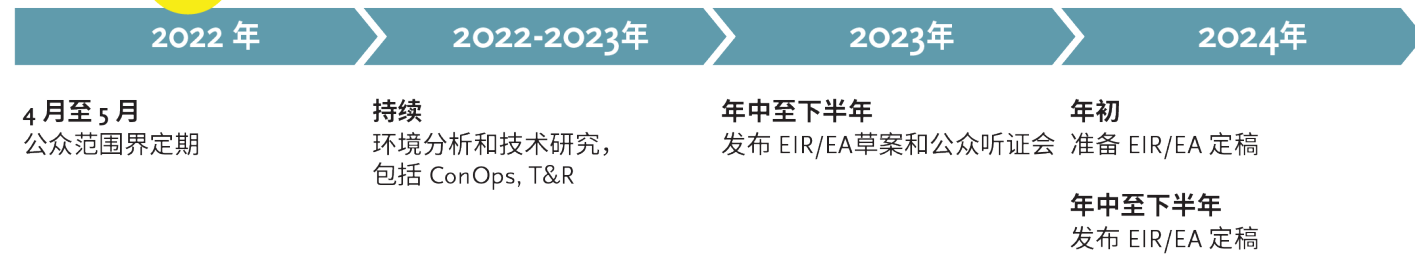 2022 年
2022-2023年
2023年
2024年
4 月至 5 月
公众范围界定期
持续
环境分析和技术研究，
包括 ConOps, T&R
年中至下半年
发布 EIR/EA草案和公众听证会
年初
准备 EIR/EA 定稿
年中至下半年
发布 EIR/EA 定稿